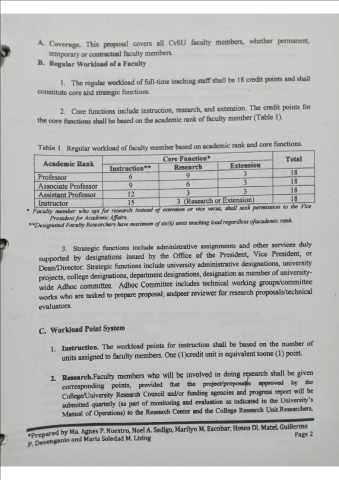 A. Coverage. This proposal covers all CvSU faculty members, whether permanent,
temporary or contractual faculty members.
B. Regular Workload of a Faculty
1. The regular workload of full-time teaching staff shall be 18 credit points and shall
constitute core and strategic functions.
2. Core functions include instruction, research, and extension. The credit points for
the core functions shall be based on the academic rank of faculty member (Table 1).
Table 1 Regular workload of faculty member based on academic rank and core functions.
Academic Rank Core Function* Total
Instruction** Research Extension
Professor 6 9 3 18
Associate Professor 9 6 3 18
Assistant Professor 12 3 3 18
Instructor 15 3 (Research or Extension) 18
* Faculty member who opt for research instead of extension or vice versa, shall seek permission to the Vice
President for Academic Affairs.
**Designated Faculty Researchers have maximum of six(6) units teaching load regardless ofacademic rank.
3. Strategic functions include administrative assignments and other services duly
supported by designations issued by the Office of the President, Vice President, or
Dean/Director. Strategic functions include university administrative designations, university
projects, college designations, department designations, designation as member of university-
wide Adhoc committee. Adhoc Committee includes technical working groups/committee
works who are tasked to prepare proposal; andpeer reviewer for research proposals/technical
evaluators.
C. Workload Point System
1. Instruction. The workload points for instruction shall be based on the number of
units assigned to faculty members. One (1)credit unit is equivalent toone (1) point.
2. Research.Faculty members who will be involved in doing research shall be given
corresponding points, provided that the project/proposals approved by the
College/University Research Council and/or funding agencies and progress report will be
submitted quarterly (as part of monitoring and evaluation as indicated in the University's
Manual of Operations) to the Research Center and the College Research Unit.Researchers,
*Prepared by Ma. Agnes P. Nuestro, Noel A. Sedigo, Marilyn M. Escobar, Hosea Dl. Matel, Guillermo
P. Desenganio and Maria Soledad M. Lising Page 2